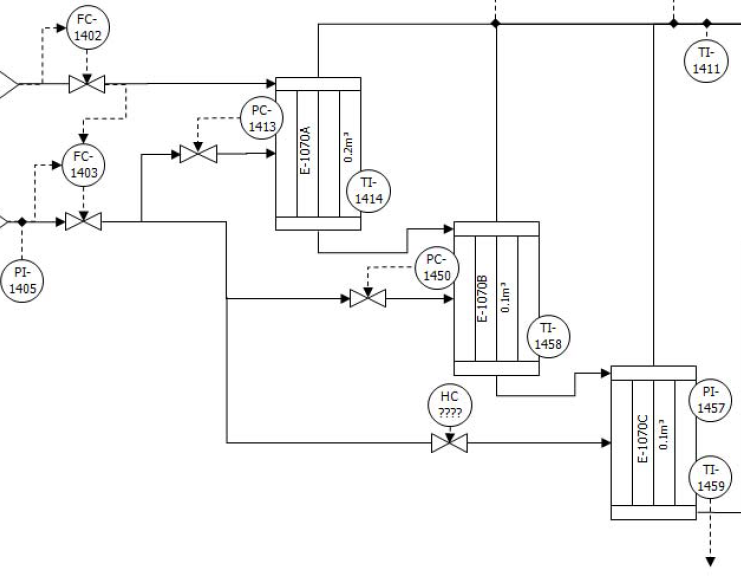 FC-
1402
TI-
1411
PC-
1413
FC-
1403
E-1070A
0.2m³
TI-
1414
PI-
1405
PC-
1450
E-1070B
0.1m³
TI-
1458
HC
????
PI-
1457
E-1070C
0.1m³
TI-
1459